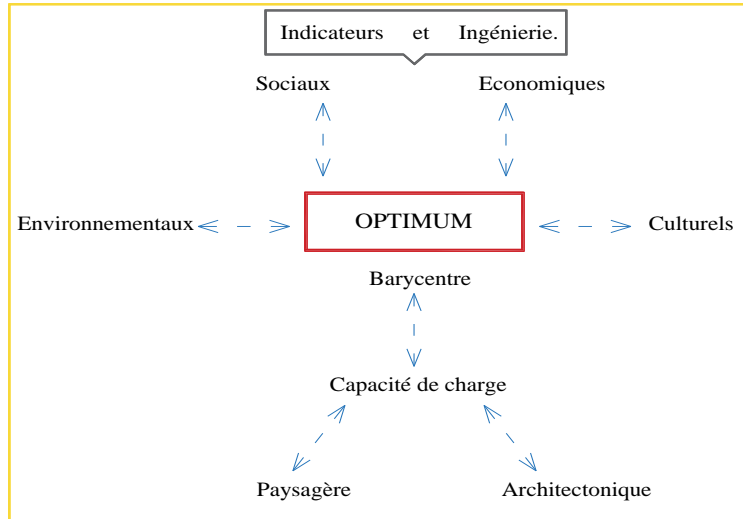 Indicateurs et Ingénierie.
Sociaux Economiques
Environnementaux OPTIMUM Culturels
Barycentre
Capacité de charge
Paysagère Architectonique